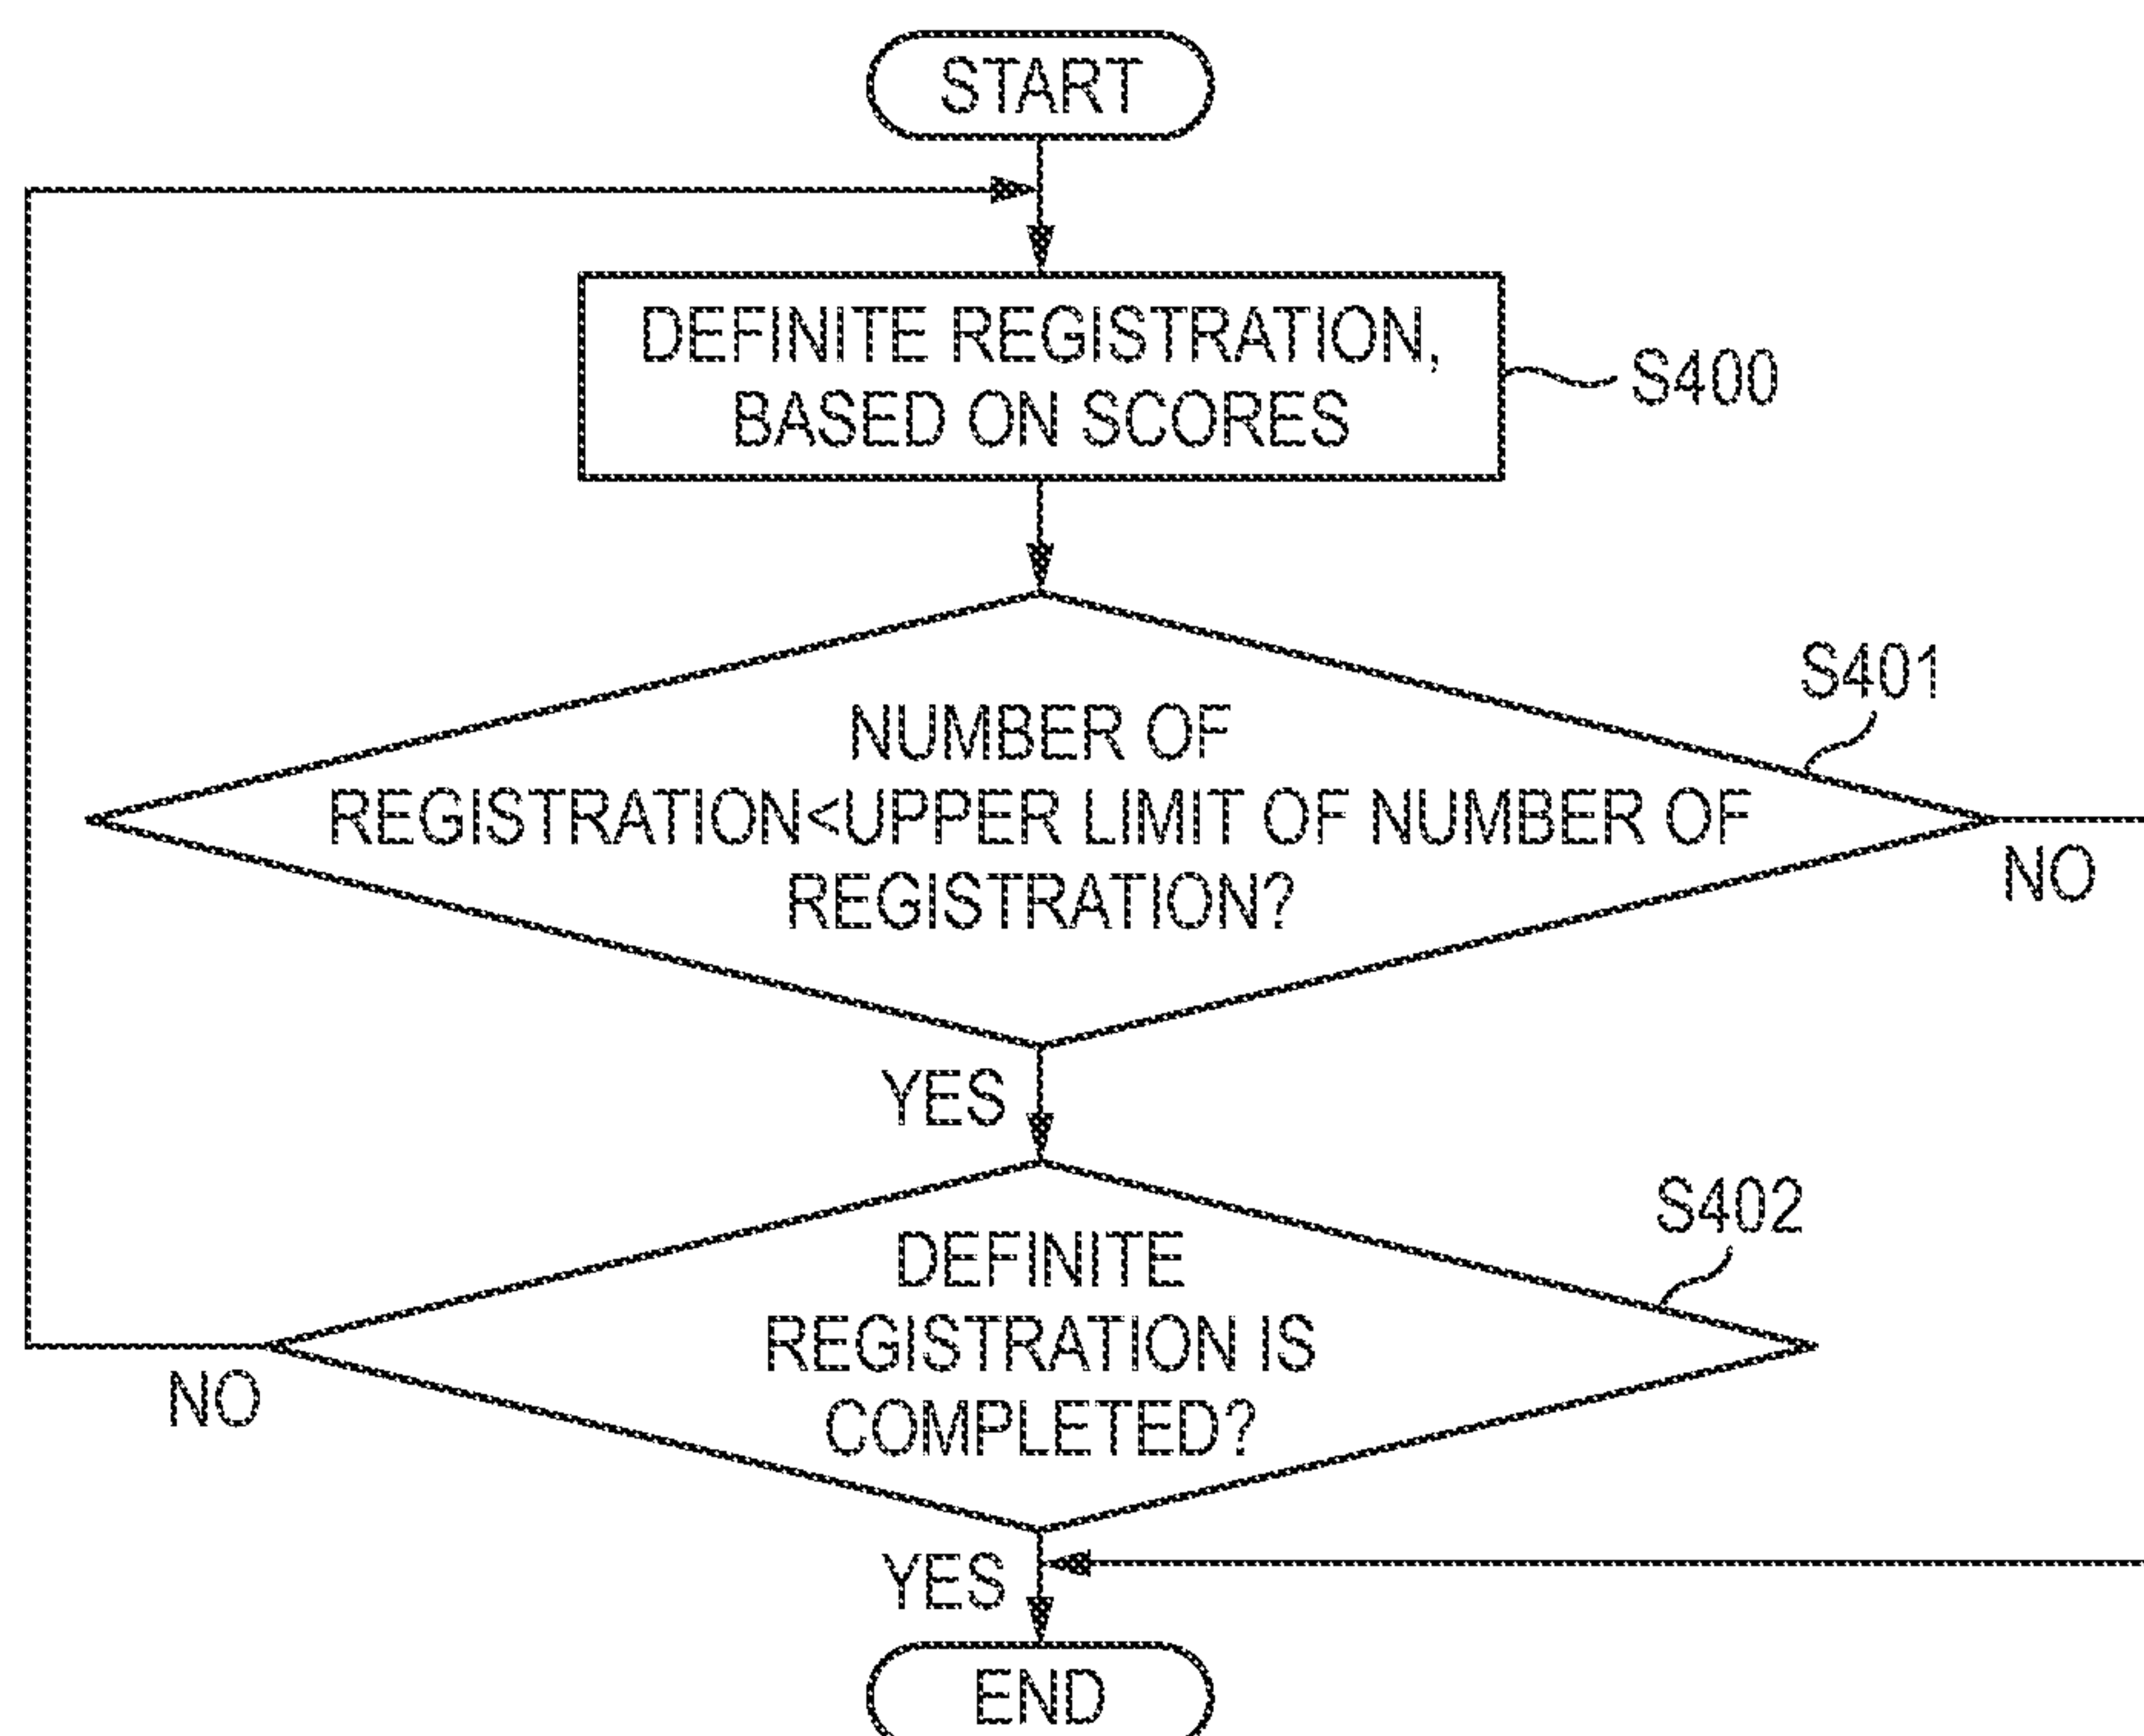 START
DEFINITE REGISTRATION,
BASED ON SCORES
S400
S401
NUMBER OF
REGISTRATION<UPPER LIMIT OF NUMBER OF
REGISTRATION?
NO
YES
S402
DEFINITE
REGISTRATION IS
COMPLETED?
NO
YES
END